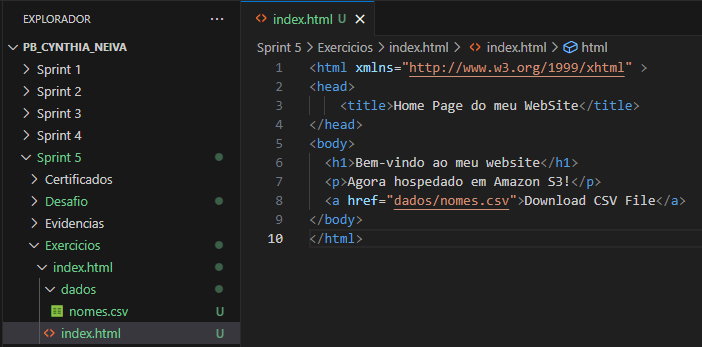 EXPLORADOR ...
PB_CYNTHIA_NEIVA
Sprint 1
Sprint 2
Sprint 3
Sprint 4
Sprint 5
Certificados
Desafio
Evidencias
Exercicios
index.html
dados
nomes.csv U
index.html U
index.html U
Sprint 5 > Exercicios > index.html > index.html > html
1 <html xmlns="http://www.w3.org/1999/xhtml" >
2 <head>
3 <title>Home Page do meu WebSite</title>
4 </head>
5 <body>
6 <h1>Bem-vindo ao meu website</h1>
7 <p>Agora hospedado em Amazon S3!</p>
8 <a href="dados/nomes.csv">Download CSV File</a>
9 </body>
10 </html>